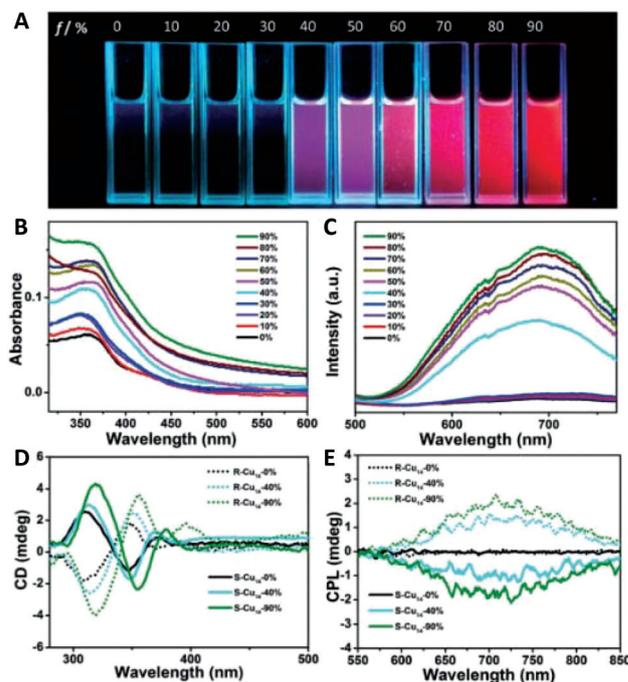 A
f/% 0 10 20 30 40 50 60 70 80 90
B
Absorbance
0.1
0.0
350 400 450 500 550 600
Wavelength (nm)
90%
80%
70%
60%
50%
40%
30%
20%
10%
0%
C
Intensity (a.u.)
500 600 700
Wavelength (nm)
90%
80%
70%
60%
50%
40%
30%
20%
10%
0%
D
CD (mdeg)
6
3
0
-3
-6
300 400 500
Wavelength (nm)
R-Cu₁₄-0%
R-Cu₁₄-40%
R-Cu₁₄-90%
S-Cu₁₄-0%
S-Cu₁₄-40%
S-Cu₁₄-90%
E
CPL (mdeg)
4
3
2
1
0
-1
-2
-3
-4
550 600 650 700 750 800 850
Wavelength (nm)
R-Cu₁₄-0%
R-Cu₁₄-40%
R-Cu₁₄-90%
S-Cu₁₄-0%
S-Cu₁₄-40%
S-Cu₁₄-90%